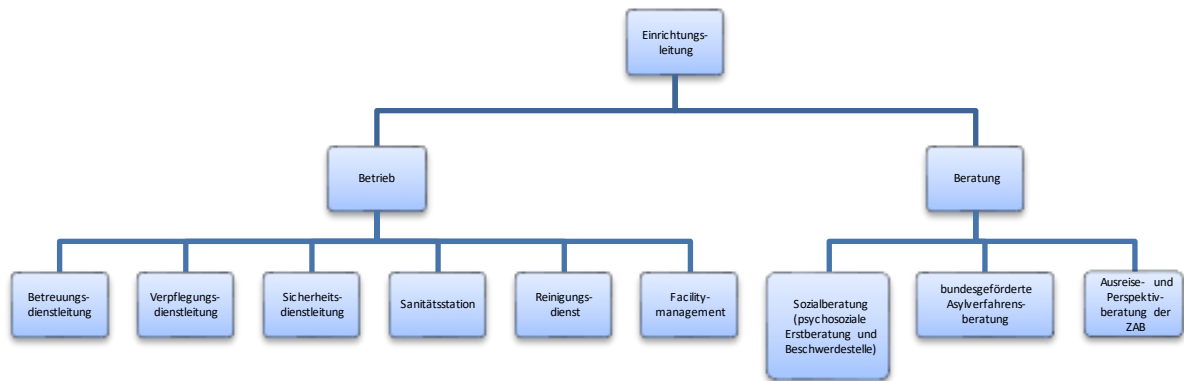 Einrichtungs-
leitung
Betrieb
Beratung
Betreuungs-
dienstleitung
Verpflegungs-
dienstleitung
Sicherheits-
dienstleitung
Sanitätsstation
Reinigungs-
dienst
Facility-
management
Sozialberatung
(psychosoziale
Erstberatung und
Beschwerdestelle)
bundesgeförderte
Asylverfahrens-
beratung
Ausreise- und
Perspektiv-
beratung der
ZAB